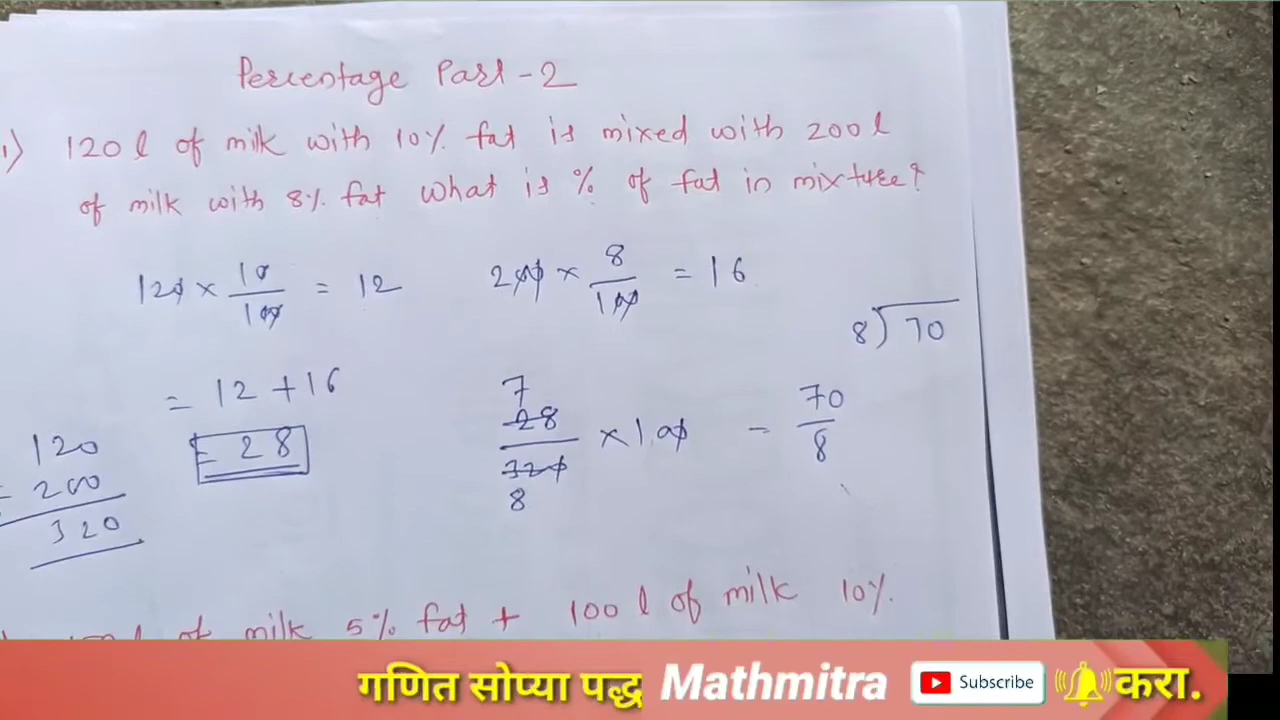 Percentage Part - 2
1) 120 l of milk with 10% fat is mixed with 200 l
of milk with 8% fat what is % of fat in mixture?
120 × 10/100 = 12
200 × 8/100 = 16
8) 70
= 12 + 16
= 28
120
200
320
7
28/320 × 100 = 70/8
8
of milk 5% fat + 100 l of milk 10%
गणित सोप्या पद्ध Mathmitra Subscribe करा.